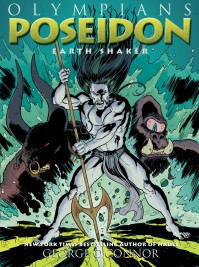 OLYMPIANS
POSEIDON
EARTH SHAKER
NEW YORK TIMES BESTSELLING AUTHOR OF HADES
GEORGE O'CONNOR